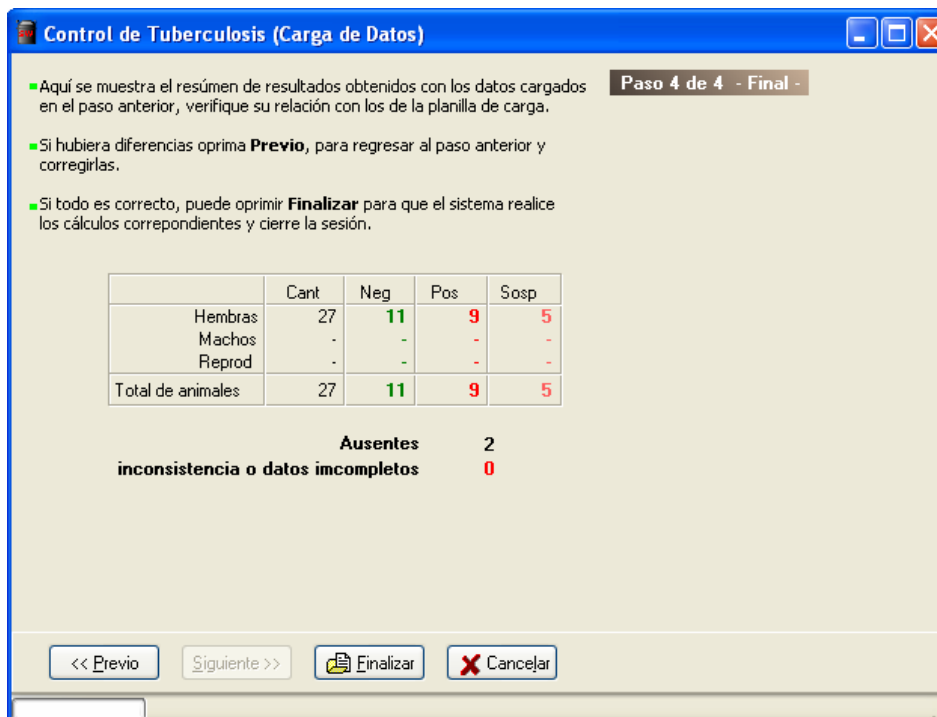 Control de Tuberculosis (Carga de Datos)
Aquí se muestra el resúmen de resultados obtenidos con los datos cargados
en el paso anterior, verifique su relación con los de la planilla de carga.
Paso 4 de 4 - Final -
Si hubiera diferencias oprima Previo, para regresar al paso anterior y
corregirlas.
Si todo es correcto, puede oprimir Finalizar para que el sistema realice
los cálculos correpondientes y cierre la sesión.
Cant Neg Pos Sosp
Hembras 27 11 9 5
Machos - - - -
Reprod - - - -
Total de animales 27 11 9 5
Ausentes 2
inconsistencia o datos imcompletos 0
<< Previo Siguiente >> Finalizar Cancelar